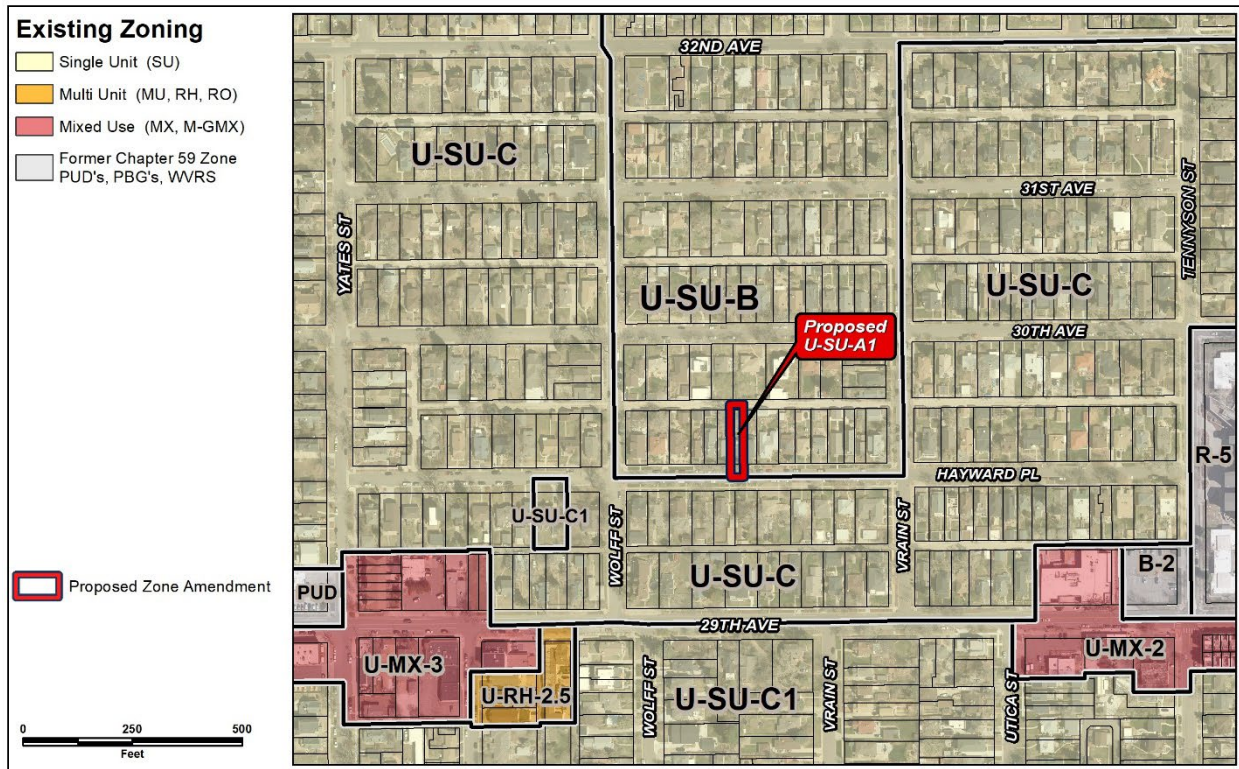 Existing Zoning
Single Unit (SU)
Multi Unit (MU, RH, RO)
Mixed Use (MX, M-GMX)
Former Chapter 59 Zone
PUD's, PBG's, WVRS
Proposed Zone Amendment
0 250 500
Feet
32ND AVE
U-SU-C
31ST AVE
YATES ST
TENNYSON ST
U-SU-B
U-SU-C
Proposed
U-SU-A1
30TH AVE
HAYWARD PL
R-5
U-SU-C1
WOLFF ST
VRAIN ST
U-SU-C
B-2
PUD
29TH AVE
U-MX-3
U-RH-2.5
WOLFF ST
U-SU-C1
VRAIN ST
UTICA ST
U-MX-2